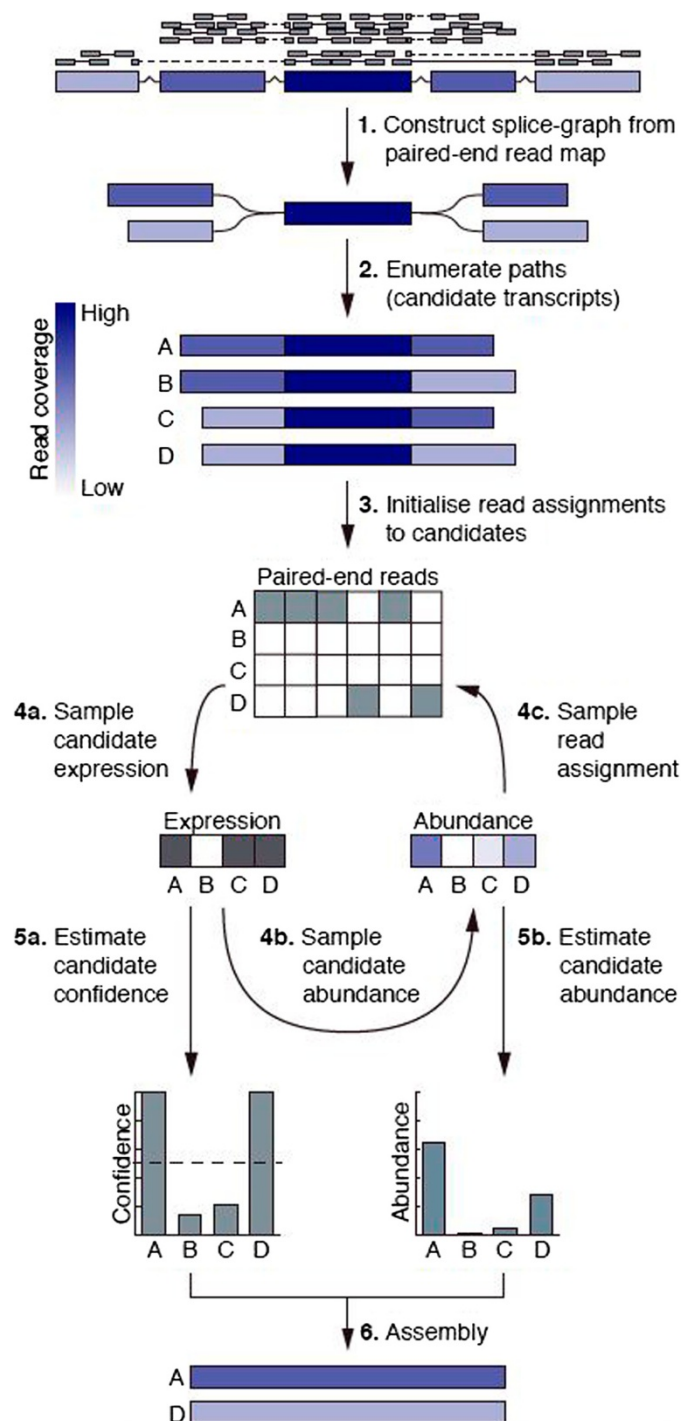 1. Construct splice-graph from
paired-end read map
2. Enumerate paths
(candidate transcripts)
High
Read coverage
Low
A
B
C
D
3. Initialise read assignments
to candidates
Paired-end reads
A
B
C
D
4a. Sample
candidate
expression
4c. Sample
read
assignment
Expression
A B C D
Abundance
A B C D
5a. Estimate
candidate
confidence
4b. Sample
candidate
abundance
5b. Estimate
candidate
abundance
Confidence
A B C D
Abundance
A B C D
6. Assembly
A
D